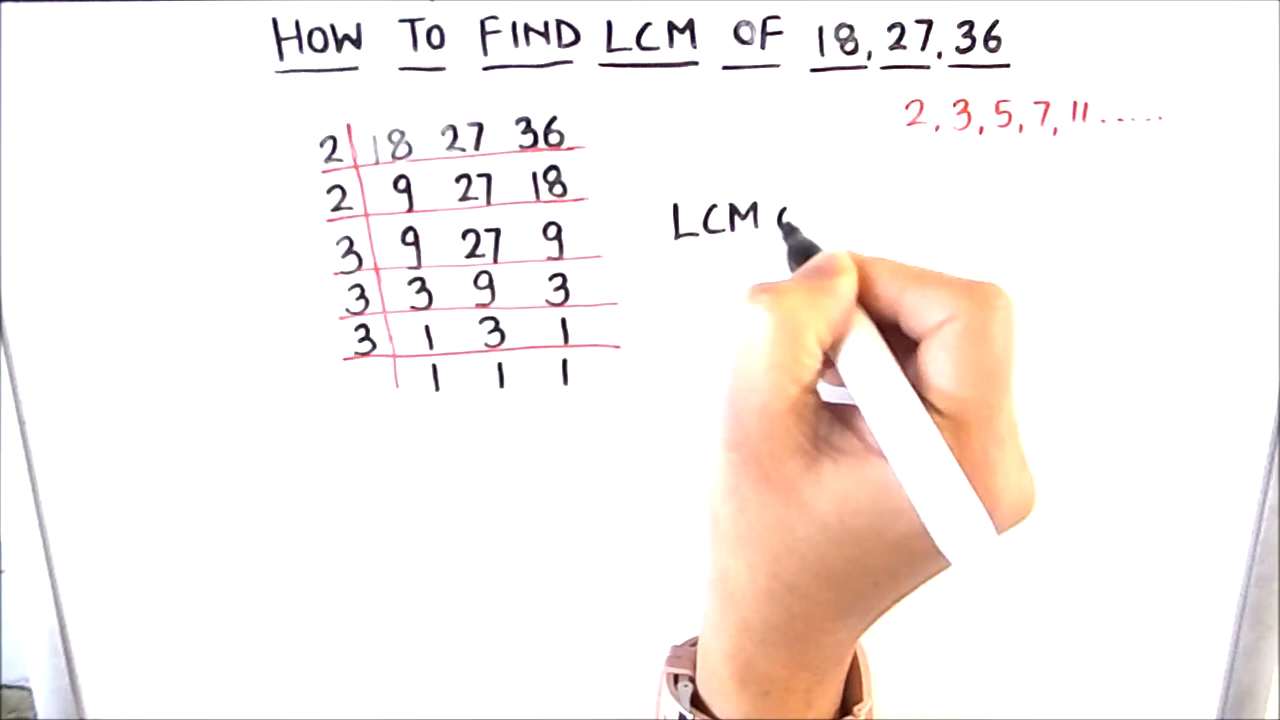 HOW TO FIND LCM OF 18, 27, 36
2, 3, 5, 7, 11......
2 18 27 36
2 9 27 18
3 9 27 9
3 3 9 3
3 1 3 1
1 1 1
LCM